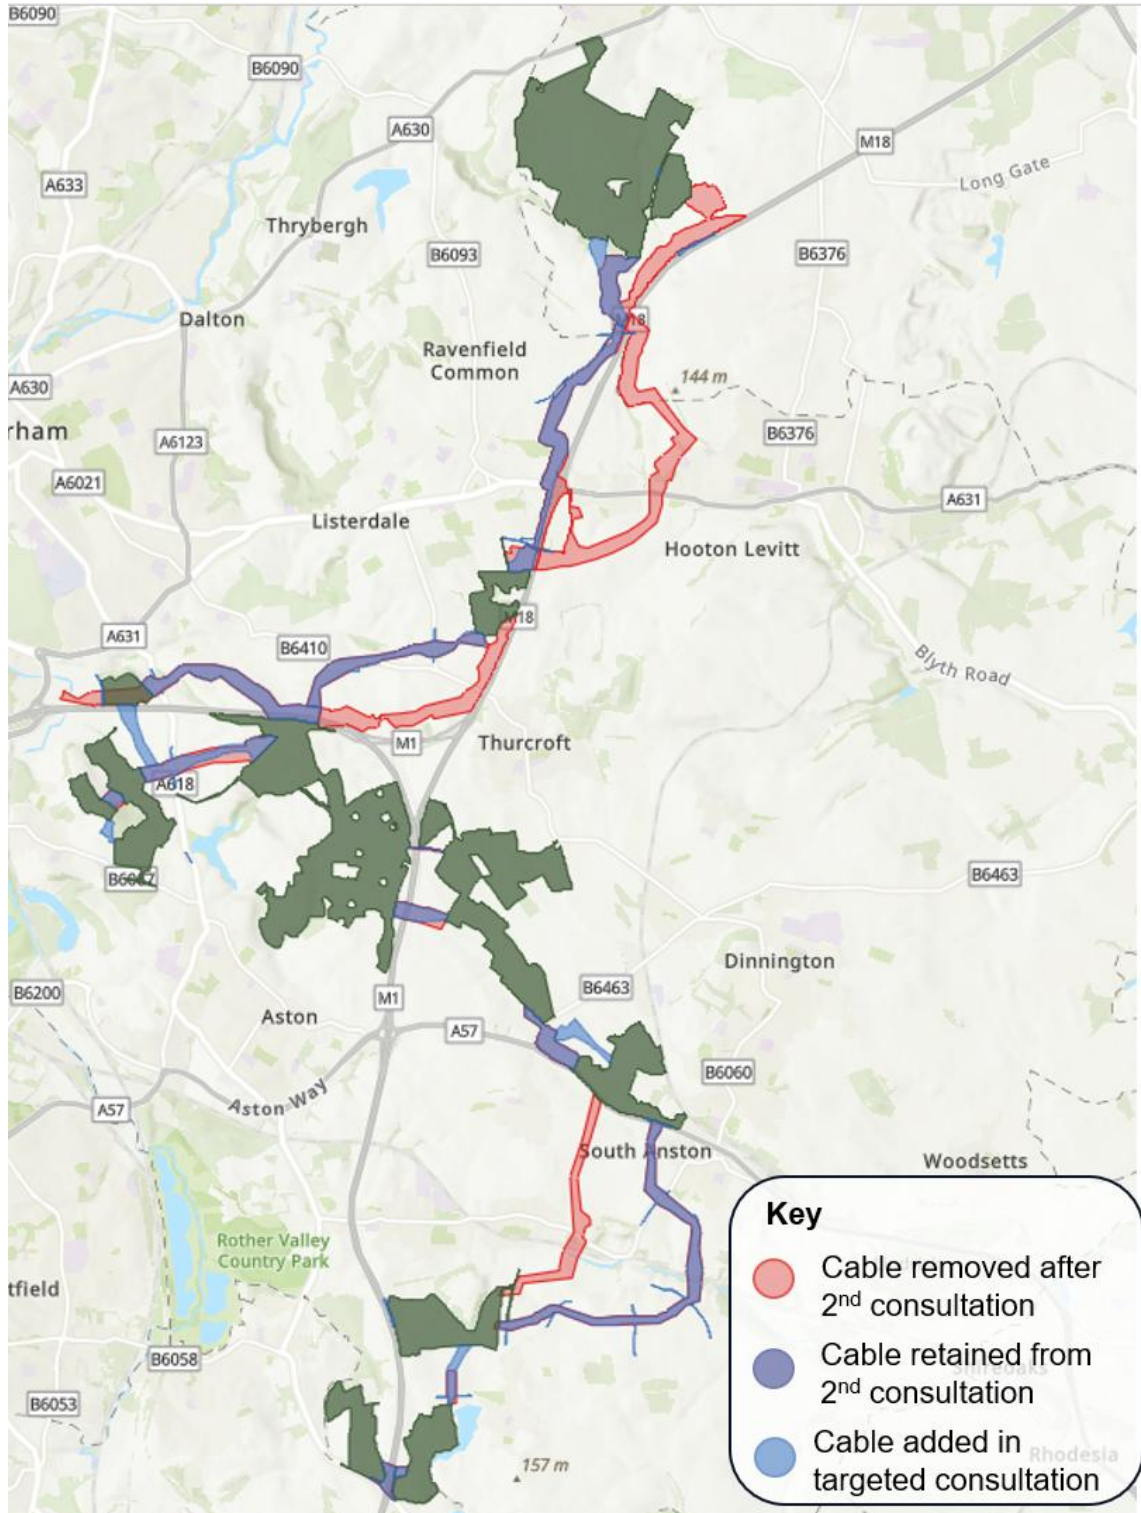 B6090
B6090
A630
M18
A633
Long Gate
Thrybergh
B6093
B6376
Dalton
M18
Ravenfield
Common
A630
144 m
rham
A6123
B6376
A6021
A631
Listerdale
Hooton Levitt
M18
A631
B6410
Blyth Road
M1
Thurcroft
A618
B6067
B6463
Dinnington
B6200
B6463
M1
Aston
A57
B6060
Aston Way
A57
South Anston
Woodsetts
Rother Valley
Country Park
tfield
B6058
B6053
157 m
Key
Cable removed after
2nd consultation
Cable retained from
2nd consultation
Shireoaks
Cable added in
targeted consultation
Rhodesia